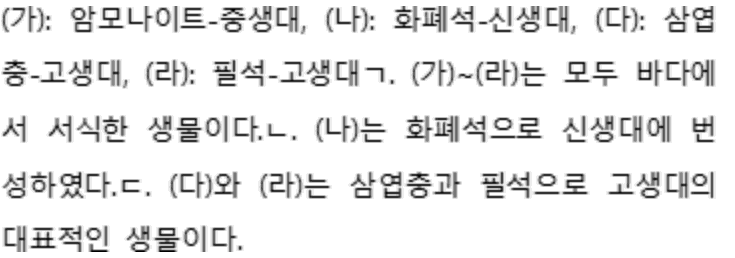 (가): 암모나이트-중생대, (나): 화폐석-신생대, (다): 삼엽
충-고생대, (라): 필석-고생대ㄱ. (가)~(라)는 모두 바다에
서 서식한 생물이다.ㄴ. (나)는 화폐석으로 신생대에 번
성하였다.ㄷ. (다)와 (라)는 삼엽충과 필석으로 고생대의
대표적인 생물이다.